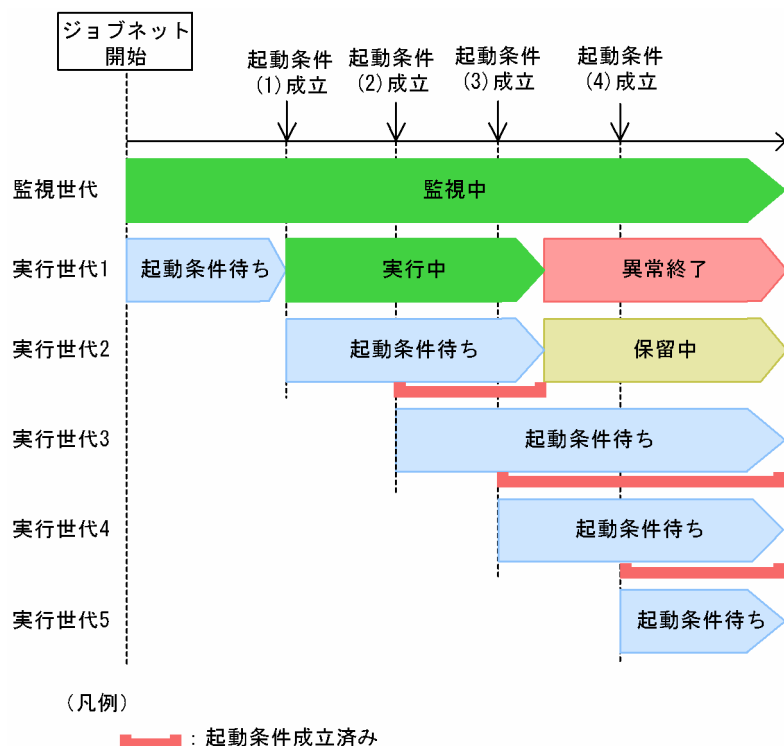 ジョブネット
開始
起動条件
(1)成立
起動条件
(2)成立
起動条件
(3)成立
起動条件
(4)成立
監視世代
監視中
実行世代1
起動条件待ち
実行中
異常終了
実行世代2
起動条件待ち
保留中
実行世代3
起動条件待ち
実行世代4
起動条件待ち
実行世代5
起動条件待ち
(凡例)
:起動条件成立済み